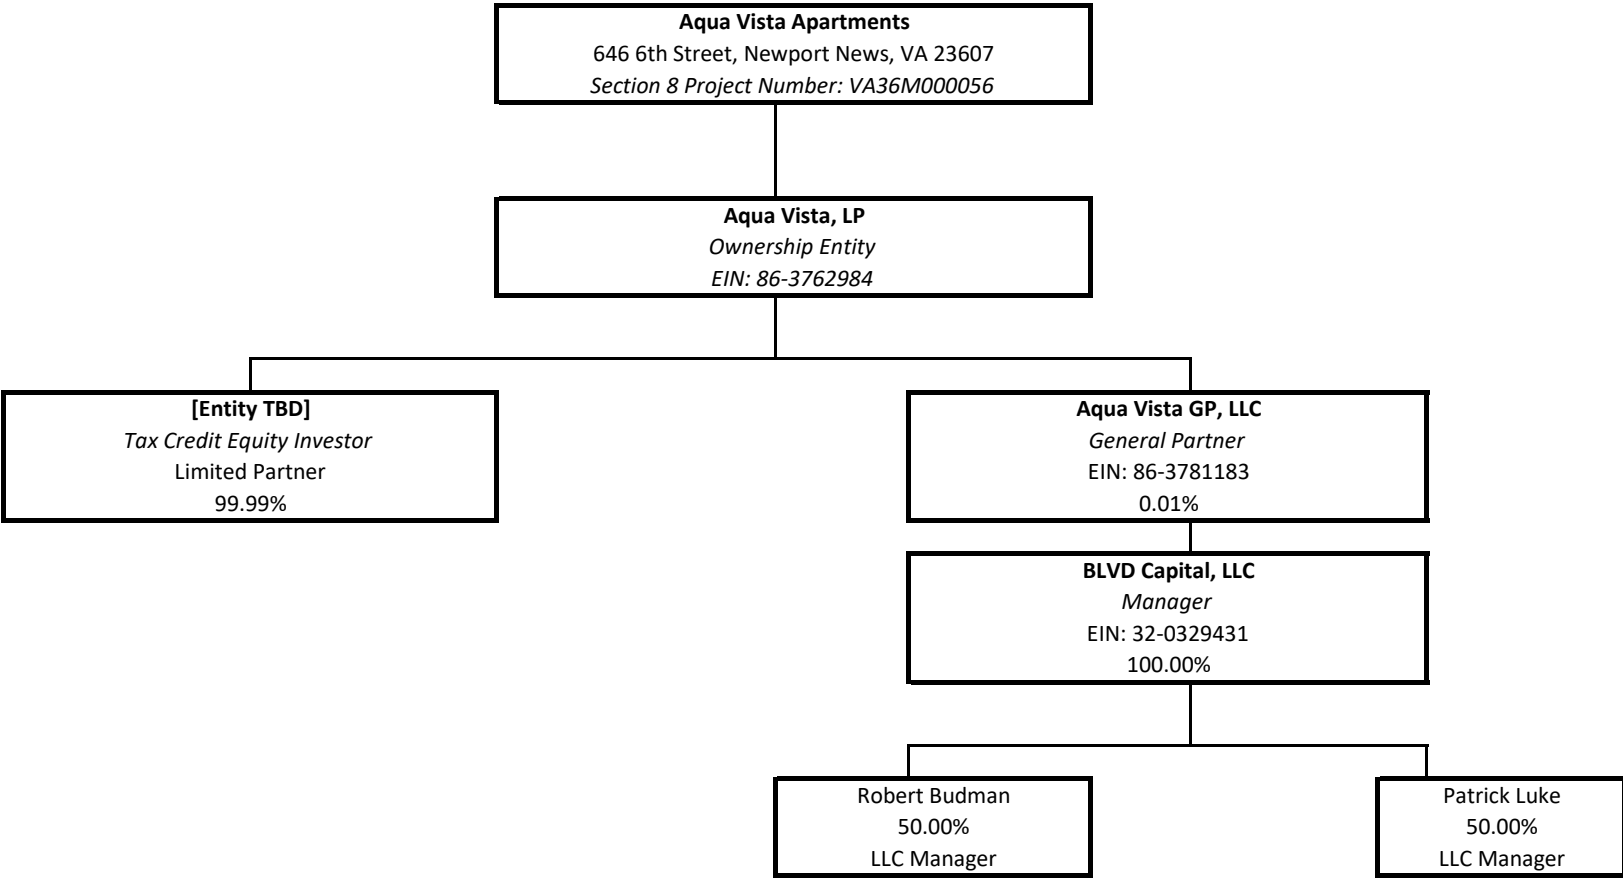 Aqua Vista Apartments
646 6th Street, Newport News, VA 23607
Section 8 Project Number: VA36M000056
Aqua Vista, LP
Ownership Entity
EIN: 86-3762984
[Entity TBD]
Tax Credit Equity Investor
Limited Partner
99.99%
Aqua Vista GP, LLC
General Partner
EIN: 86-3781183
0.01%
BLVD Capital, LLC
Manager
EIN: 32-0329431
100.00%
Robert Budman
50.00%
LLC Manager
Patrick Luke
50.00%
LLC Manager